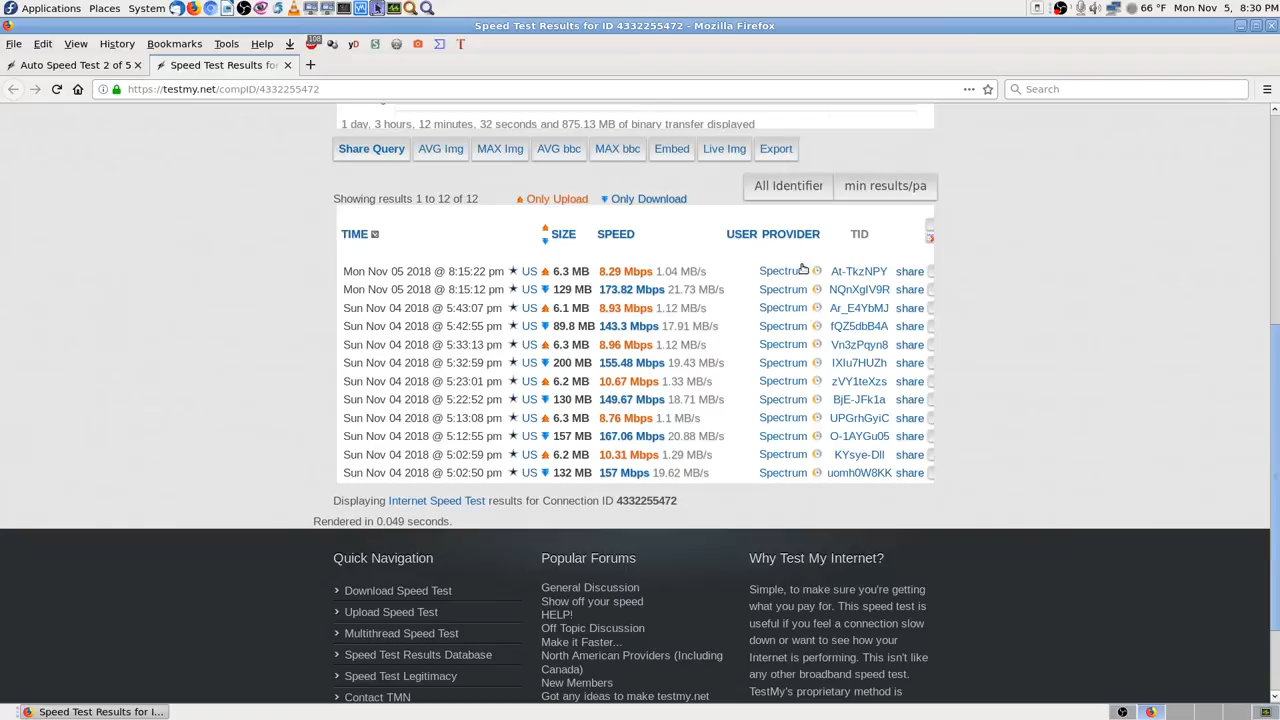 Applications Places System 66 °F Mon Nov 5, 8:30 PM
Speed Test Results for ID 4332255472 - Mozilla Firefox
File Edit View History Bookmarks Tools Help 108 yD S Σ T
Auto Speed Test 2 of 5 × Speed Test Results fo × +
https://testmy.net/compID/4332255472 Search
1 day, 3 hours, 12 minutes, 32 seconds and 875.13 MB of binary transfer displayed
Share Query AVG Img MAX Img AVG bbc MAX bbc Embed Live Img Export
All Identifier min results/pa
Showing results 1 to 12 of 12 Only Upload Only Download
TIME SIZE SPEED USER PROVIDER TID
Mon Nov 05 2018 @ 8:15:22 pm US 6.3 MB 8.29 Mbps 1.04 MB/s Spectrum At-TkzNPY share
Mon Nov 05 2018 @ 8:15:12 pm US 129 MB 173.82 Mbps 21.73 MB/s Spectrum NQnXgIV9R share
Sun Nov 04 2018 @ 5:43:07 pm US 6.1 MB 8.93 Mbps 1.12 MB/s Spectrum Ar_E4YbMJ share
Sun Nov 04 2018 @ 5:42:55 pm US 89.8 MB 143.3 Mbps 17.91 MB/s Spectrum fQZ5dbB4A share
Sun Nov 04 2018 @ 5:33:13 pm US 6.3 MB 8.96 Mbps 1.12 MB/s Spectrum Vn3zPqyn8 share
Sun Nov 04 2018 @ 5:32:59 pm US 200 MB 155.48 Mbps 19.43 MB/s Spectrum IXIu7HUZh share
Sun Nov 04 2018 @ 5:23:01 pm US 6.2 MB 10.67 Mbps 1.33 MB/s Spectrum zVY1teXzs share
Sun Nov 04 2018 @ 5:22:52 pm US 130 MB 149.67 Mbps 18.71 MB/s Spectrum BjE-JFk1a share
Sun Nov 04 2018 @ 5:13:08 pm US 6.3 MB 8.76 Mbps 1.1 MB/s Spectrum UPGrhGyiC share
Sun Nov 04 2018 @ 5:12:55 pm US 157 MB 167.06 Mbps 20.88 MB/s Spectrum O-1AYGu05 share
Sun Nov 04 2018 @ 5:02:59 pm US 6.2 MB 10.31 Mbps 1.29 MB/s Spectrum KYsye-Dll share
Sun Nov 04 2018 @ 5:02:50 pm US 132 MB 157 Mbps 19.62 MB/s Spectrum uomh0W8KK share
Displaying Internet Speed Test results for Connection ID 4332255472
Rendered in 0.049 seconds.
Quick Navigation
Download Speed Test
Upload Speed Test
Multithread Speed Test
Speed Test Results Database
Speed Test Legitimacy
Contact TMN
Popular Forums
General Discussion
Show off your speed
HELP!
Off Topic Discussion
Make it Faster...
North American Providers (Including
Canada)
New Members
Got any ideas to make testmy.net
Why Test My Internet?
Simple, to make sure you're getting
what you pay for. This speed test is
useful if you feel a connection slow
down or want to see how your
Internet is performing. This isn't like
any other broadband speed test.
TestMy's proprietary method is
Speed Test Results for I...